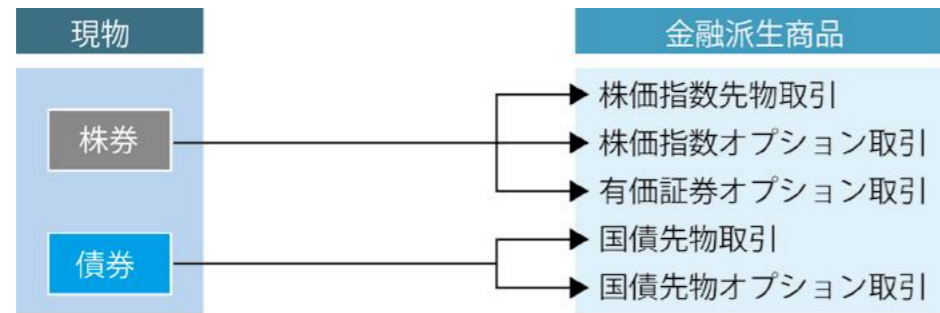 現物
金融派生商品
株券
株価指数先物取引
株価指数オプション取引
有価証券オプション取引
債券
国債先物取引
国債先物オプション取引